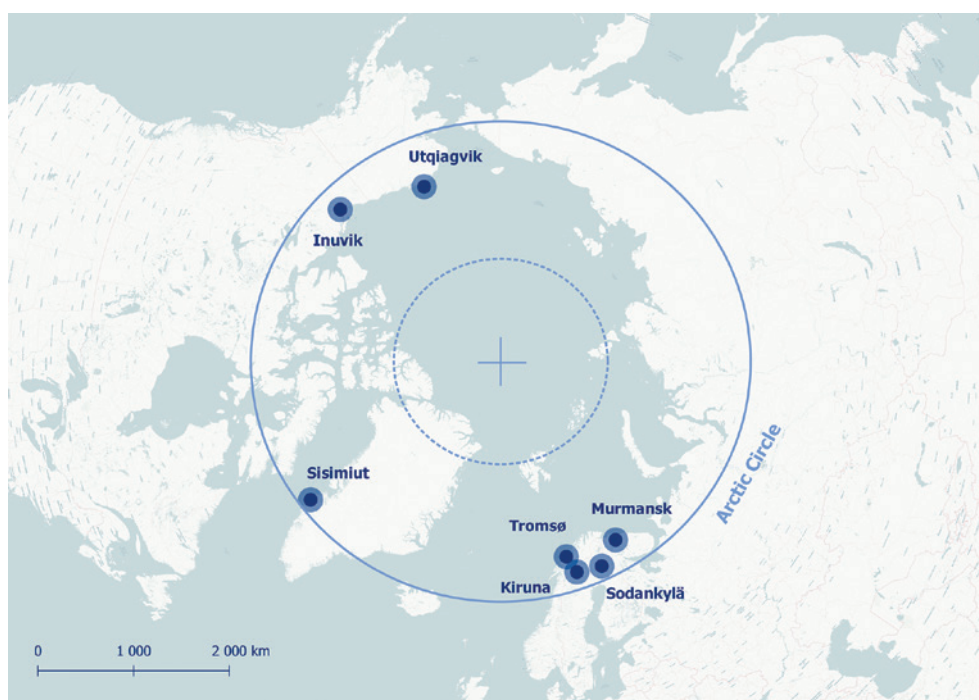 Utqiagvik
Inuvik
Sisimiut
Murmansk
Tromsø
Kiruna
Sodankylä
Arctic Circle
0 1 000 2 000 km